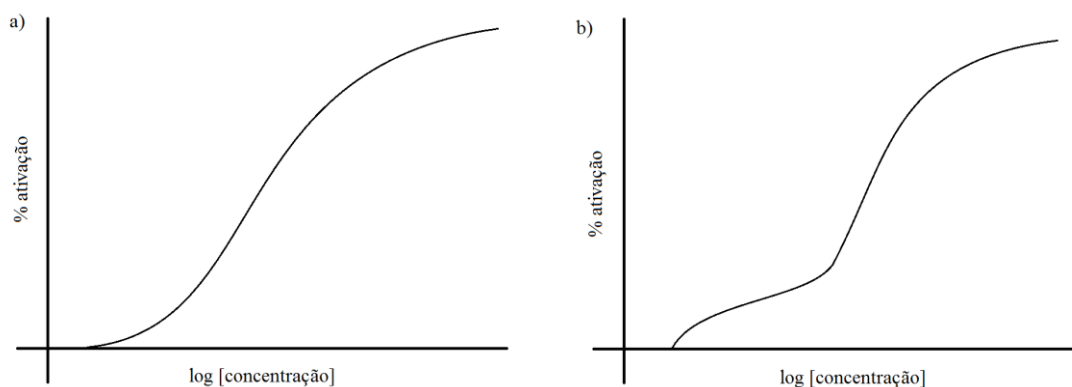 a)
% ativação
log [concentração]
b)
% ativação
log [concentração]